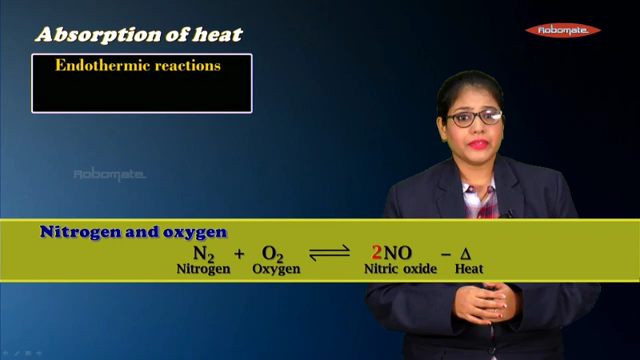 Absorption of heat
Robomate
Endothermic reactions
Robomate
Nitrogen and oxygen
N₂ + O₂ ⇌ 2NO − Δ
Nitrogen Oxygen Nitric oxide Heat